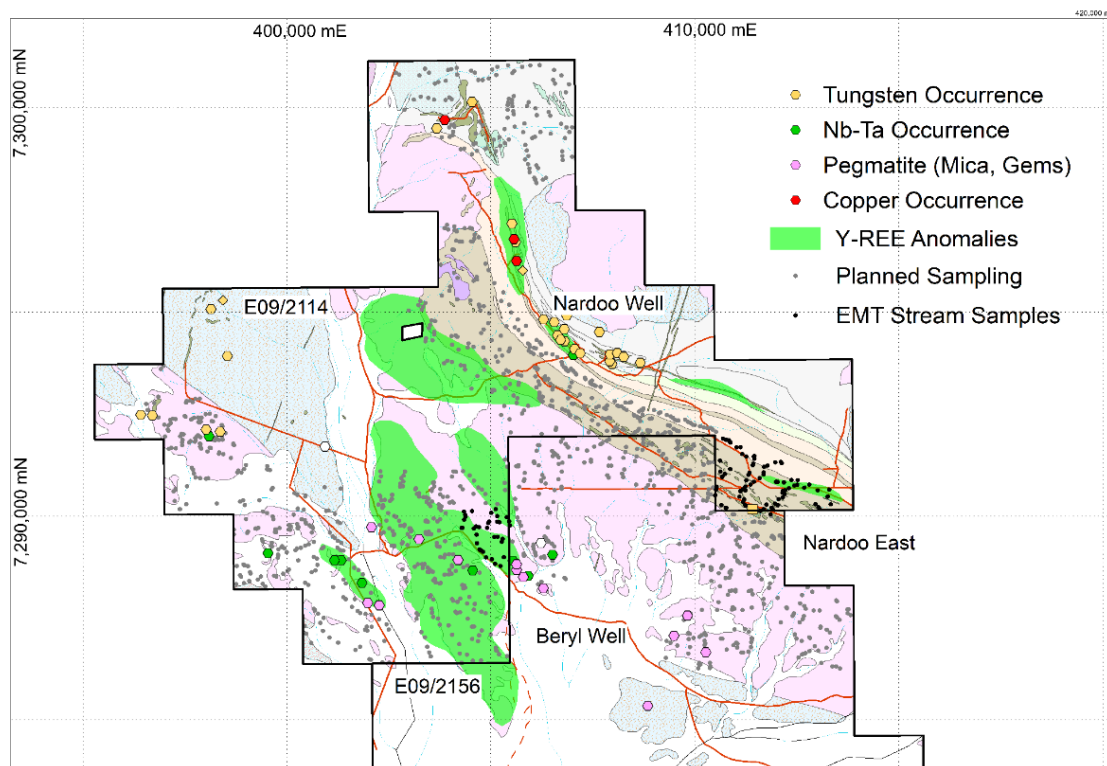 400,000 mE
410,000 mE
420,000 m
7,300,000 mN
Tungsten Occurrence
Nb-Ta Occurrence
Pegmatite (Mica, Gems)
Copper Occurrence
Y-REE Anomalies
Planned Sampling
EMT Stream Samples
Nardoo Well
E09/2114
7,290,000 mN
Nardoo East
Beryl Well
E09/2156